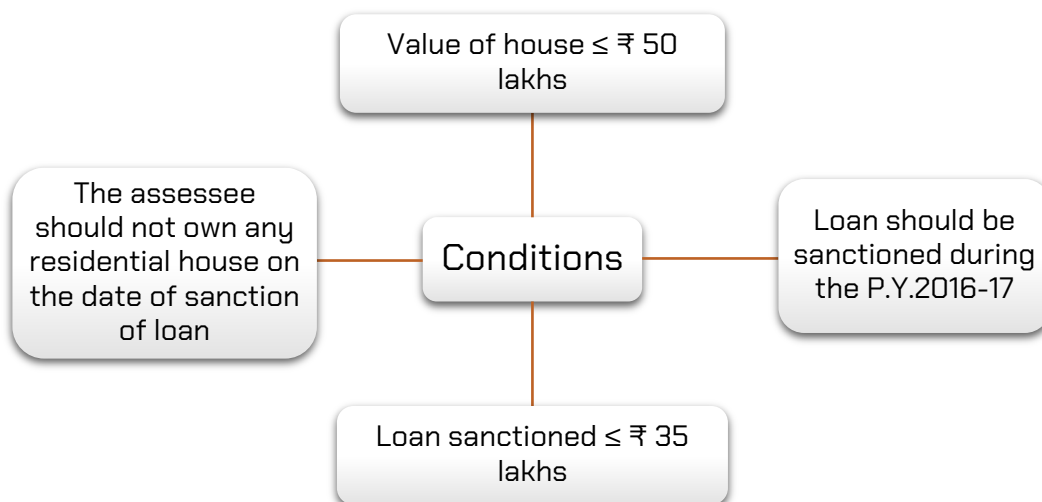 Value of house ≤ ₹ 50
lakhs
The assessee
should not own any
residential house on
the date of sanction
of loan
Conditions
Loan should be
sanctioned during
the P.Y.2016-17
Loan sanctioned ≤ ₹ 35
lakhs